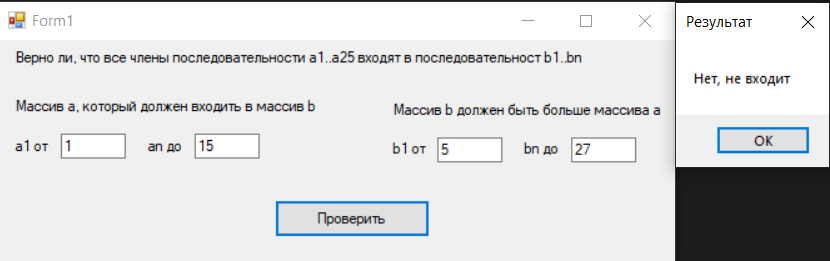 Form1
Верно ли, что все члены последовательности a1..a25 входят в последовательност b1..bn
Массив a, который должен входить в массив b
Массив b должен быть больше массива a
a1 от 1 an до 15
b1 от 5 bn до 27
Проверить
Результат
Нет, не входит
ОК